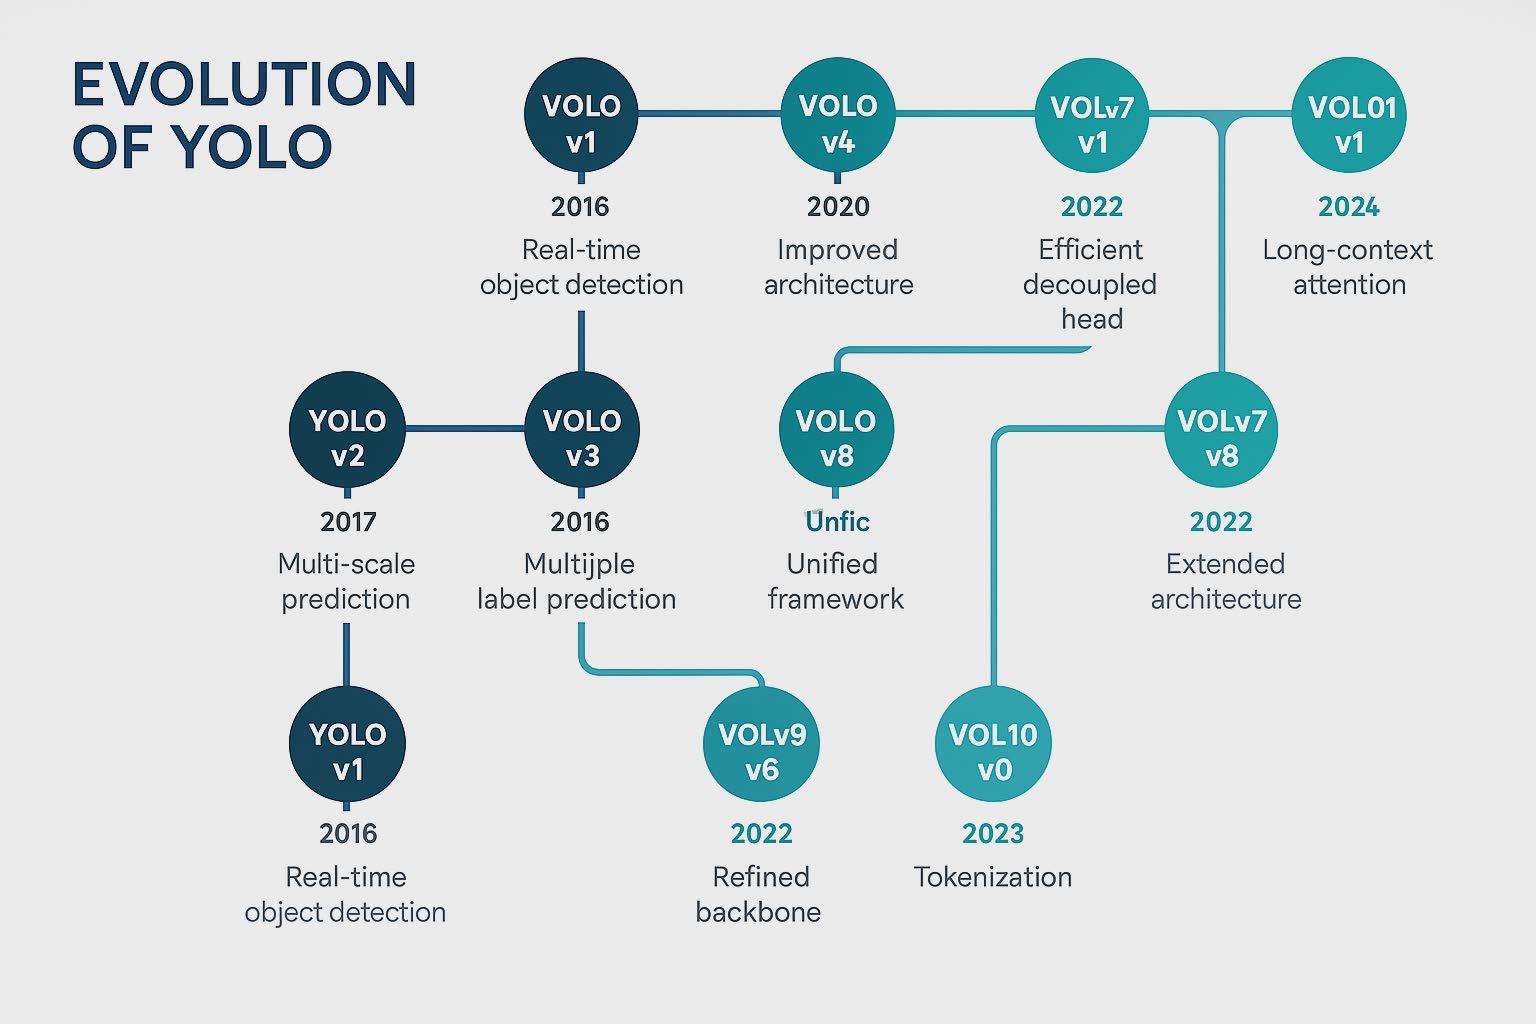 EVOLUTION
OF YOLO
VOLO
v1
2016
Real-time
object detection
VOLO
v4
2020
Improved
architecture
VOLv7
v1
2022
Efficient
decoupled
head
VOL01
v1
2024
Long-context
attention
YOLO
v2
2017
Multi-scale
prediction
VOLO
v3
2016
Multijple
label prediction
VOLO
v8
Unfic
Unified
framework
VOLv7
v8
2022
Extended
architecture
YOLO
v1
2016
Real-time
object detection
VOLv9
v6
2022
Refined
backbone
VOL10
v0
2023
Tokenization